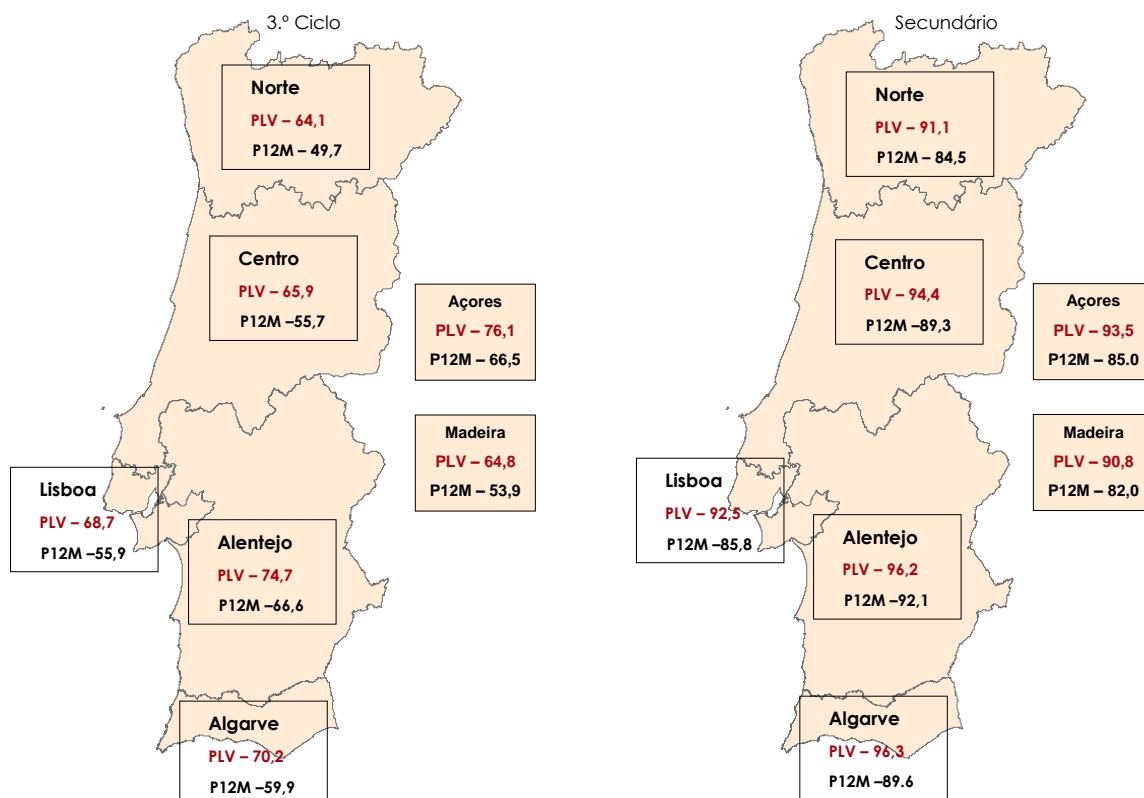 3.º Ciclo
Norte
PLV – 64,1
P12M – 49,7
Centro
PLV – 65,9
P12M –55,7
Açores
PLV – 76,1
P12M – 66,5
Madeira
PLV – 64,8
P12M – 53,9
Lisboa
PLV – 68,7
P12M –55,9
Alentejo
PLV – 74,7
P12M –66,6
Algarve
PLV – 70,2
P12M –59,9
Secundário
Norte
PLV – 91,1
P12M – 84,5
Centro
PLV – 94,4
P12M –89,3
Açores
PLV – 93,5
P12M – 85.0
Madeira
PLV – 90,8
P12M – 82,0
Lisboa
PLV – 92,5
P12M –85,8
Alentejo
PLV – 96,2
P12M –92,1
Algarve
PLV – 96,3
P12M –89.6